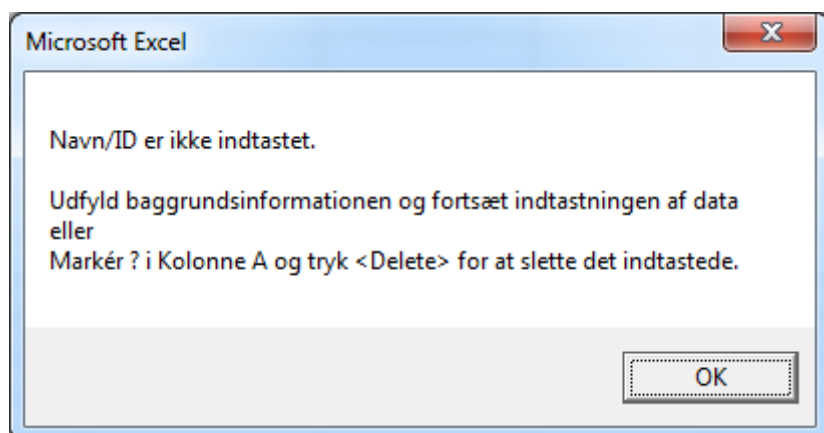 Microsoft Excel
Navn/ID er ikke indtastet.
Udfyld baggrundsinformationen og fortsæt indtastningen af data
eller
Markér ? i Kolonne A og tryk <Delete> for at slette det indtastede.
OK